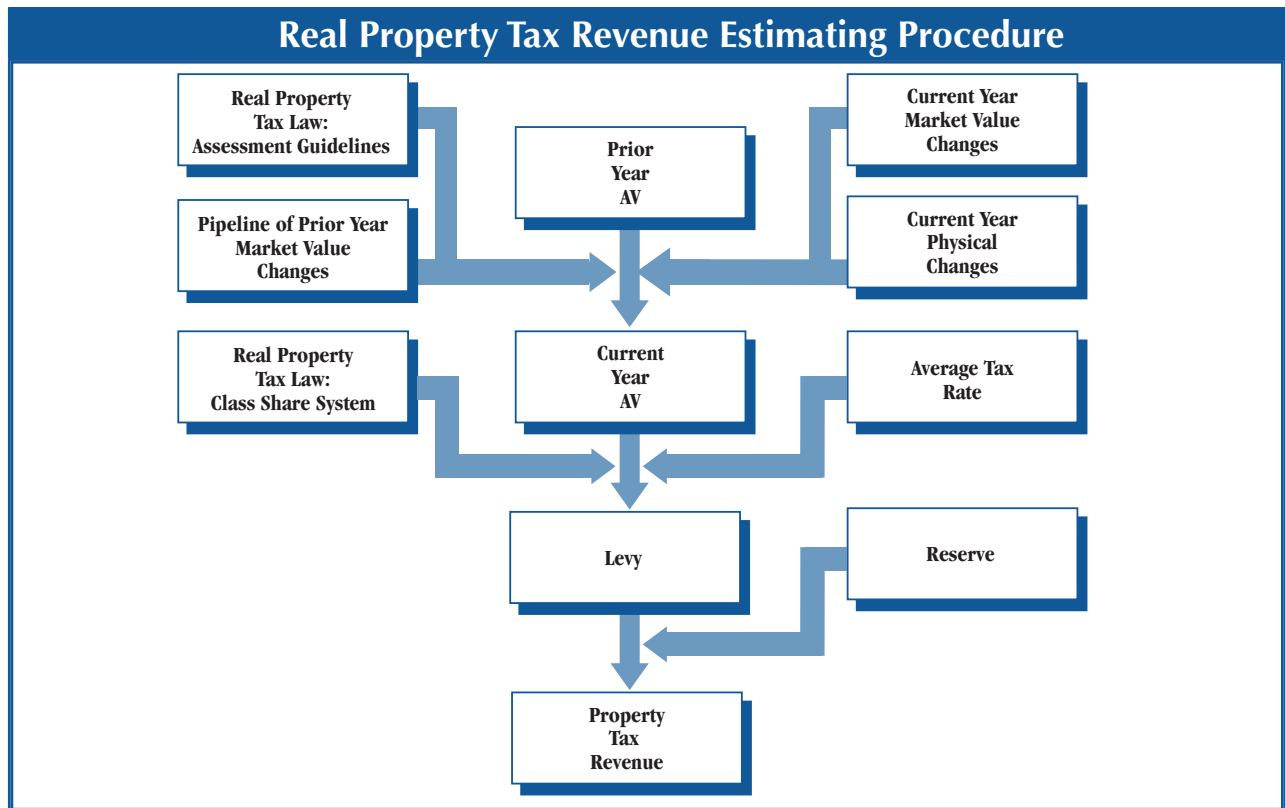 Real Property Tax Revenue Estimating Procedure
Real Property
Tax Law:
Assessment Guidelines
Prior
Year
AV
Current Year
Market Value
Changes
Pipeline of Prior Year
Market Value
Changes
Current Year
Physical
Changes
Real Property
Tax Law:
Class Share System
Current
Year
AV
Average Tax
Rate
Levy
Reserve
Property
Tax
Revenue